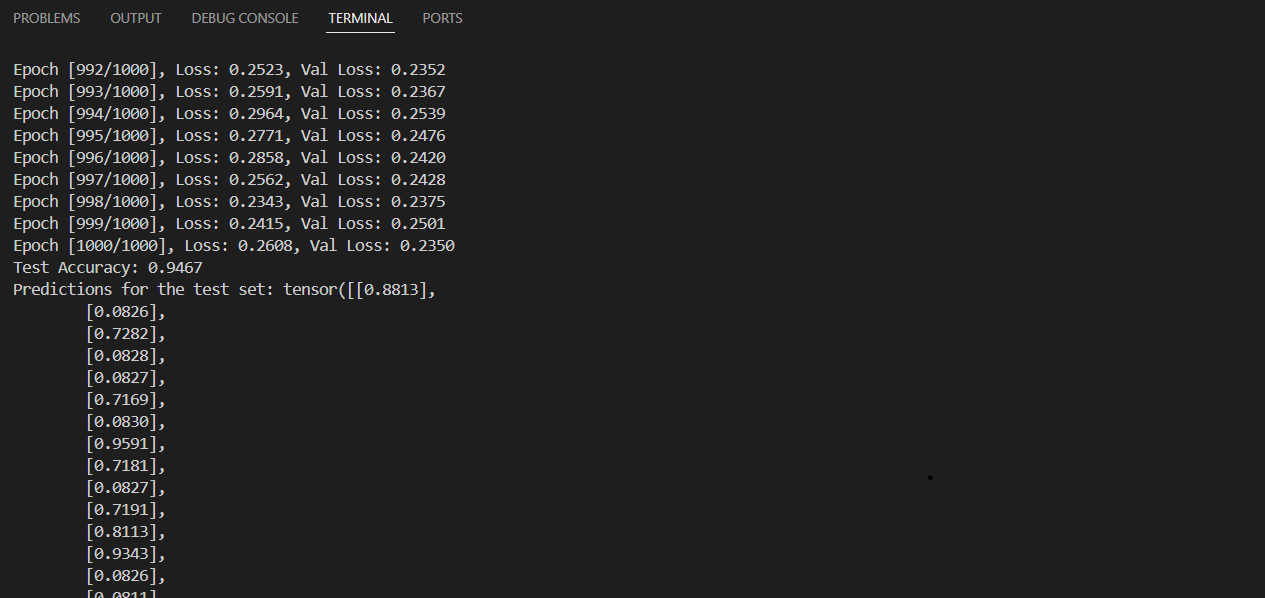 PROBLEMS OUTPUT DEBUG CONSOLE TERMINAL PORTS
Epoch [992/1000], Loss: 0.2523, Val Loss: 0.2352
Epoch [993/1000], Loss: 0.2591, Val Loss: 0.2367
Epoch [994/1000], Loss: 0.2964, Val Loss: 0.2539
Epoch [995/1000], Loss: 0.2771, Val Loss: 0.2476
Epoch [996/1000], Loss: 0.2858, Val Loss: 0.2420
Epoch [997/1000], Loss: 0.2562, Val Loss: 0.2428
Epoch [998/1000], Loss: 0.2343, Val Loss: 0.2375
Epoch [999/1000], Loss: 0.2415, Val Loss: 0.2501
Epoch [1000/1000], Loss: 0.2608, Val Loss: 0.2350
Test Accuracy: 0.9467
Predictions for the test set: tensor([[0.8813],
[0.0826],
[0.7282],
[0.0828],
[0.0827],
[0.7169],
[0.0830],
[0.9591],
[0.7181],
[0.0827],
[0.7191],
[0.8113],
[0.9343],
[0.0826],
[0.0811],